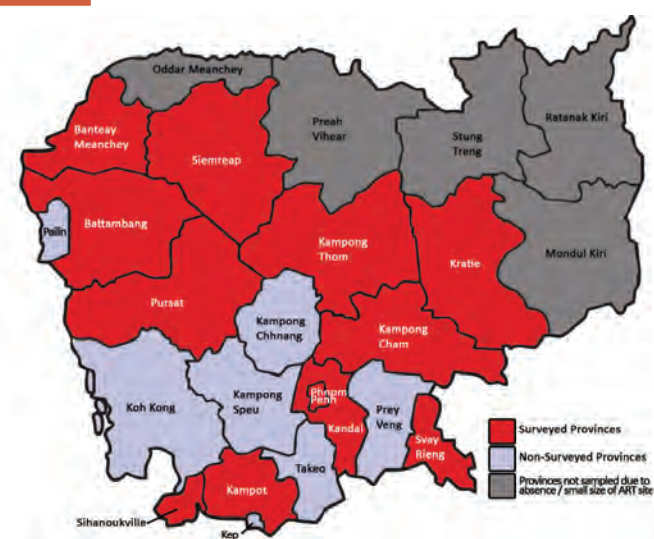 Oddar Meanchey
Banteay
Meanchey
Siemreap
Preah
Vihear
Stung
Treng
Ratanak Kiri
Pailin
Battambang
Kampong
Thom
Kratie
Mondul Kiri
Pursat
Kampong
Chhnang
Kampong
Cham
Koh Kong
Kampong
Speu
Phnpm
Penh
Kandal
Prey
Veng
Svay
Rieng
Takeo
Kampot
Sihanoukville
Kep
Surveyed Provinces
Non-Surveyed Provinces
Provinces not sampled due to
absence / small size of ART site